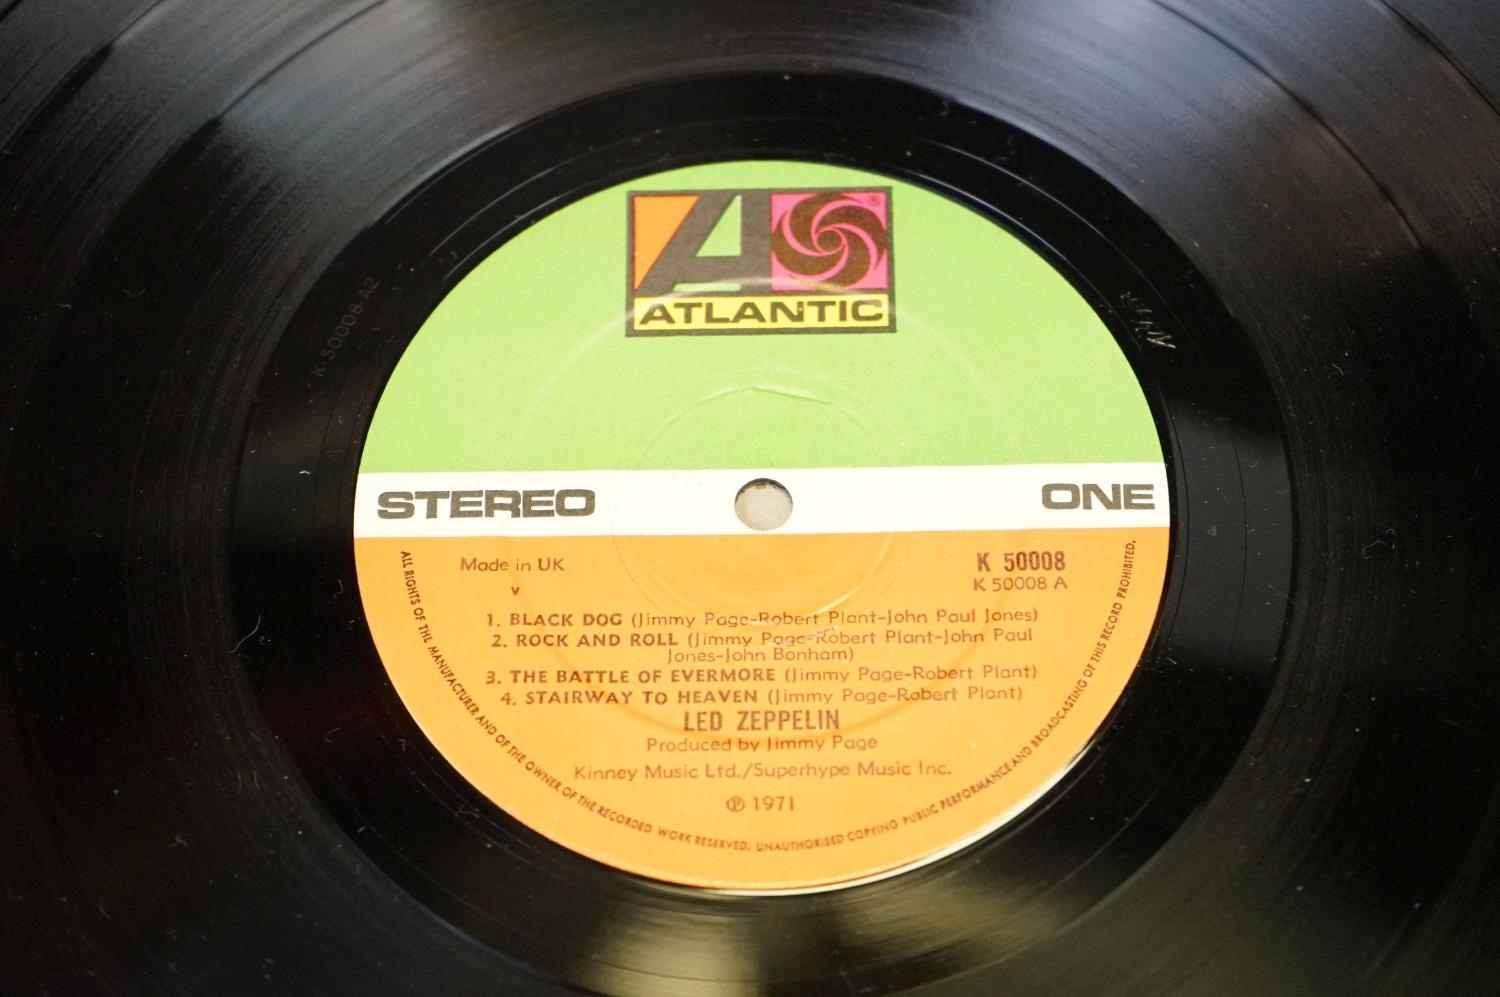 ATLANTIC
®
K-50008 A2
STEREO
ONE
Made in UK
K 50008
K 50008 A
v
1. BLACK DOG (Jimmy Page-Robert Plant-John Paul Jones)
2. ROCK AND ROLL (Jimmy Page-Robert Plant-John Paul
Jones-John Bonham)
3. THE BATTLE OF EVERMORE (Jimmy Page-Robert Plant)
4. STAIRWAY TO HEAVEN (Jimmy Page-Robert Plant)
LED ZEPPELIN
Produced by Jimmy Page
Kinney Music Ltd./Superhype Music Inc.
℗ 1971
ALL RIGHTS OF THE MANUFACTURER AND OF THE OWNER OF THE RECORDED WORK RESERVED. UNAUTHORISED COPYING PUBLIC PERFORMANCE AND BROADCASTING OF THIS RECORD PROHIBITED.